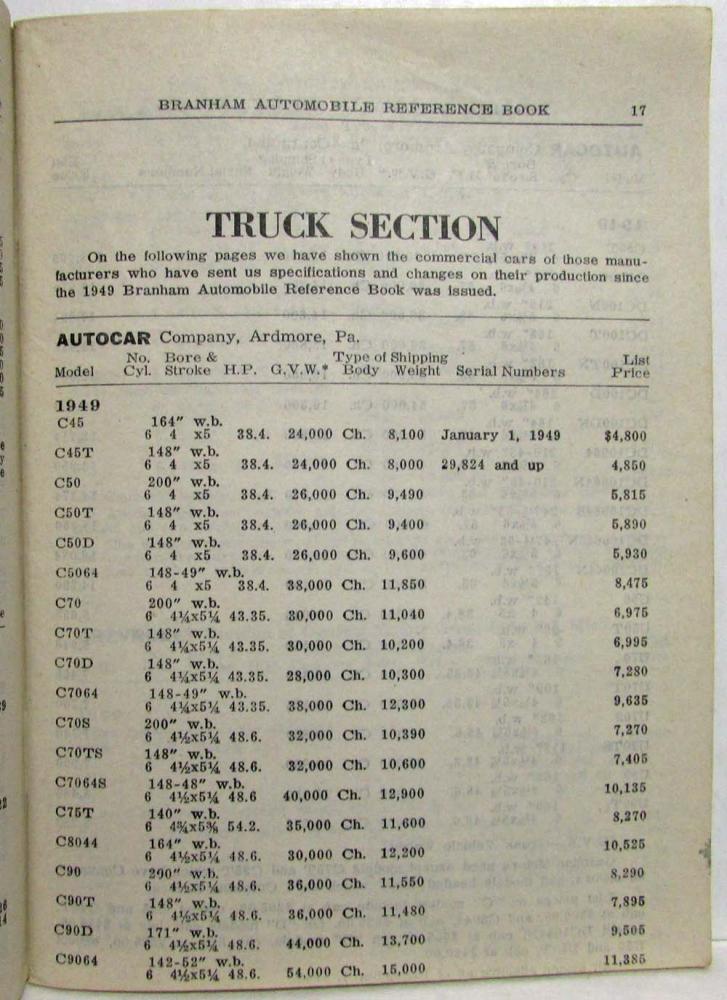 BRANHAM AUTOMOBILE REFERENCE BOOK 17
TRUCK SECTION
On the following pages we have shown the commercial cars of those manu-
facturers who have sent us specifications and changes on their production since
the 1949 Branham Automobile Reference Book was issued.
AUTOCAR Company, Ardmore, Pa.
No. Bore & Type of Shipping List
Model Cyl. Stroke H.P. G.V.W.* Body Weight Serial Numbers Price
1949
C45 164" w.b.
6 4 x5 38.4. 24,000 Ch. 8,100 January 1, 1949 $4,800
C45T 148" w.b.
6 4 x5 38.4. 24,000 Ch. 8,000 29,824 and up 4,850
C50 200" w.b.
6 4 x5 38.4. 26,000 Ch. 9,490 5,815
C50T 148" w.b.
6 4 x5 38.4. 26,000 Ch. 9,400 5,890
C50D 148" w.b.
6 4 x5 38.4. 26,000 Ch. 9,600 5,930
C5064 148-49" w.b.
6 4 x5 38.4. 38,000 Ch. 11,850 8,475
C70 200" w.b.
6 4¼x5¼ 43.35. 30,000 Ch. 11,040 6,975
C70T 148" w.b.
6 4¼x5¼ 43.35. 30,000 Ch. 10,200 6,995
C70D 148" w.b.
6 4¼x5¼ 43.35. 28,000 Ch. 10,300 7,280
C7064 148-49" w.b.
6 4¼x5¼ 43.35. 38,000 Ch. 12,300 9,635
C70S 200" w.b.
6 4½x5¼ 48.6. 32,000 Ch. 10,390 7,270
C70TS 148" w.b.
6 4½x5¼ 48.6. 32,000 Ch. 10,600 7,405
C7064S 148-48" w.b.
6 4½x5¼ 48.6 40,000 Ch. 12,900 10,135
C75T 140" w.b.
6 4¾x5⅜ 54.2. 35,000 Ch. 11,600 8,270
C8044 164" w.b.
6 4½x5¼ 48.6. 30,000 Ch. 12,200 10,525
C90 200" w.b.
6 4½x5¼ 48.6. 36,000 Ch. 11,550 8,290
C90T 148" w.b.
6 4½x5¼ 48.6. 36,000 Ch. 11,480 7,895
C90D 171" w.b.
6 4½x5¼ 48.6. 44,000 Ch. 13,700 9,505
C9064 142-52" w.b.
6 4½x5¼ 48.6. 54,000 Ch. 15,000 11,385